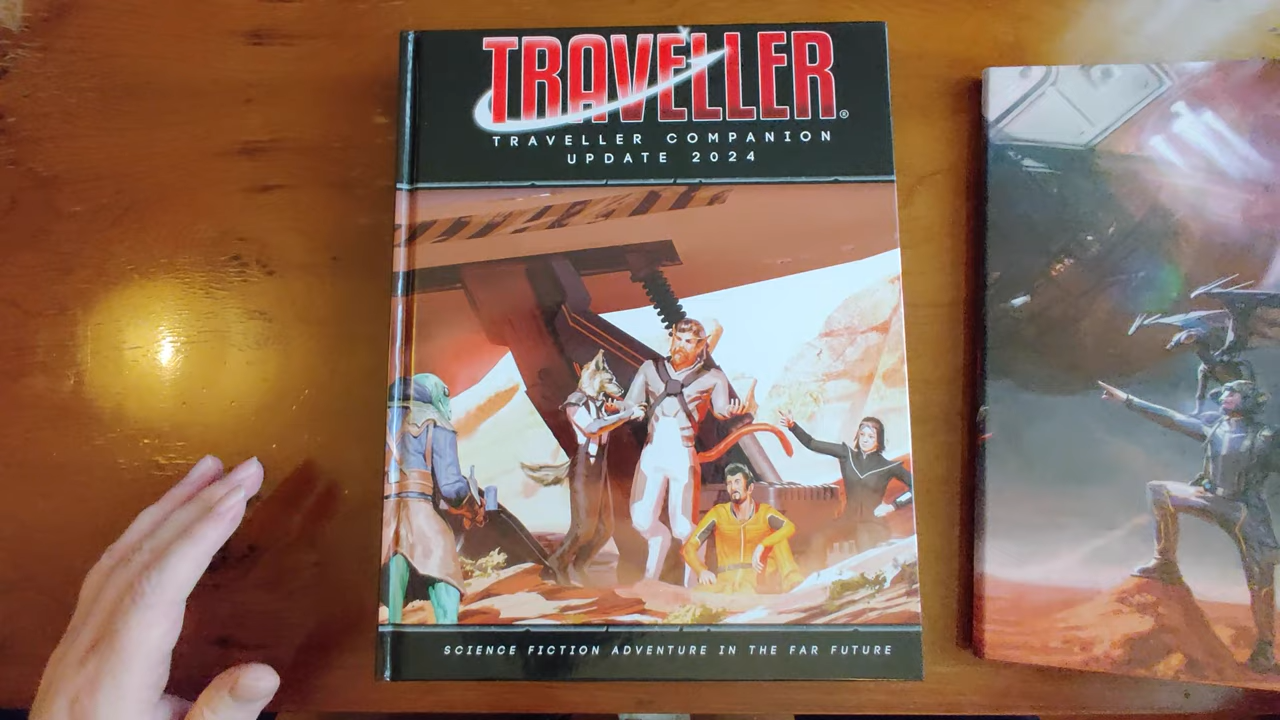 TRAVELLER®
TRAVELLER COMPANION
UPDATE 2024
SCIENCE FICTION ADVENTURE IN THE FAR FUTURE